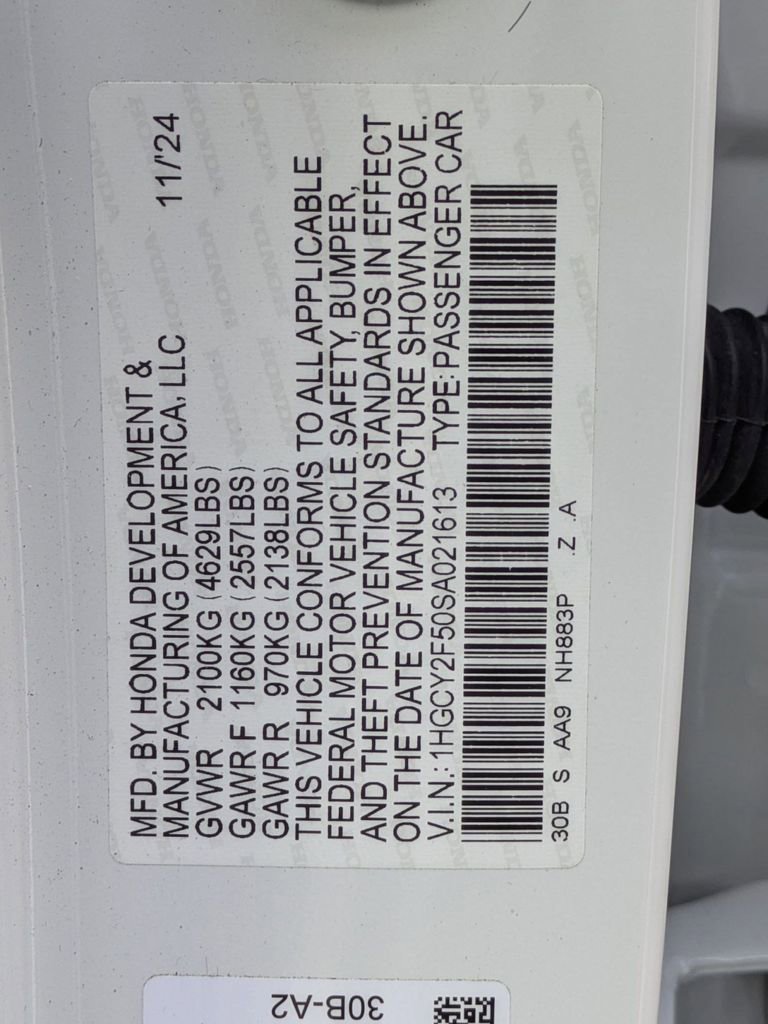 MFD. BY HONDA DEVELOPMENT &
MANUFACTURING OF AMERICA, LLC 11/'24
GVWR 2100KG (4629LBS)
GAWR F 1160KG (2557LBS)
GAWR R 970KG (2138LBS)
THIS VEHICLE CONFORMS TO ALL APPLICABLE
FEDERAL MOTOR VEHICLE SAFETY, BUMPER,
AND THEFT PREVENTION STANDARDS IN EFFECT
ON THE DATE OF MANUFACTURE SHOWN ABOVE.
V.I.N.: 1HGCY2F50SA021613 TYPE: PASSENGER CAR
30B S AA9 NH883P .Z .A
30B-A2